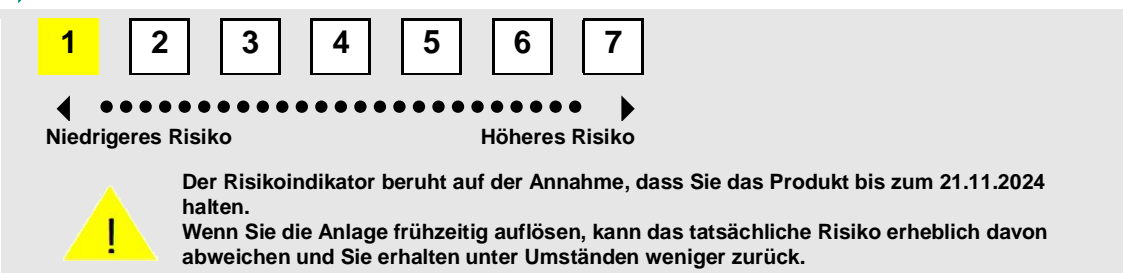 1 2 3 4 5 6 7
Niedrigeres Risiko Höheres Risiko
Der Risikoindikator beruht auf der Annahme, dass Sie das Produkt bis zum 21.11.2024
halten.
Wenn Sie die Anlage frühzeitig auflösen, kann das tatsächliche Risiko erheblich davon
abweichen und Sie erhalten unter Umständen weniger zurück.
!